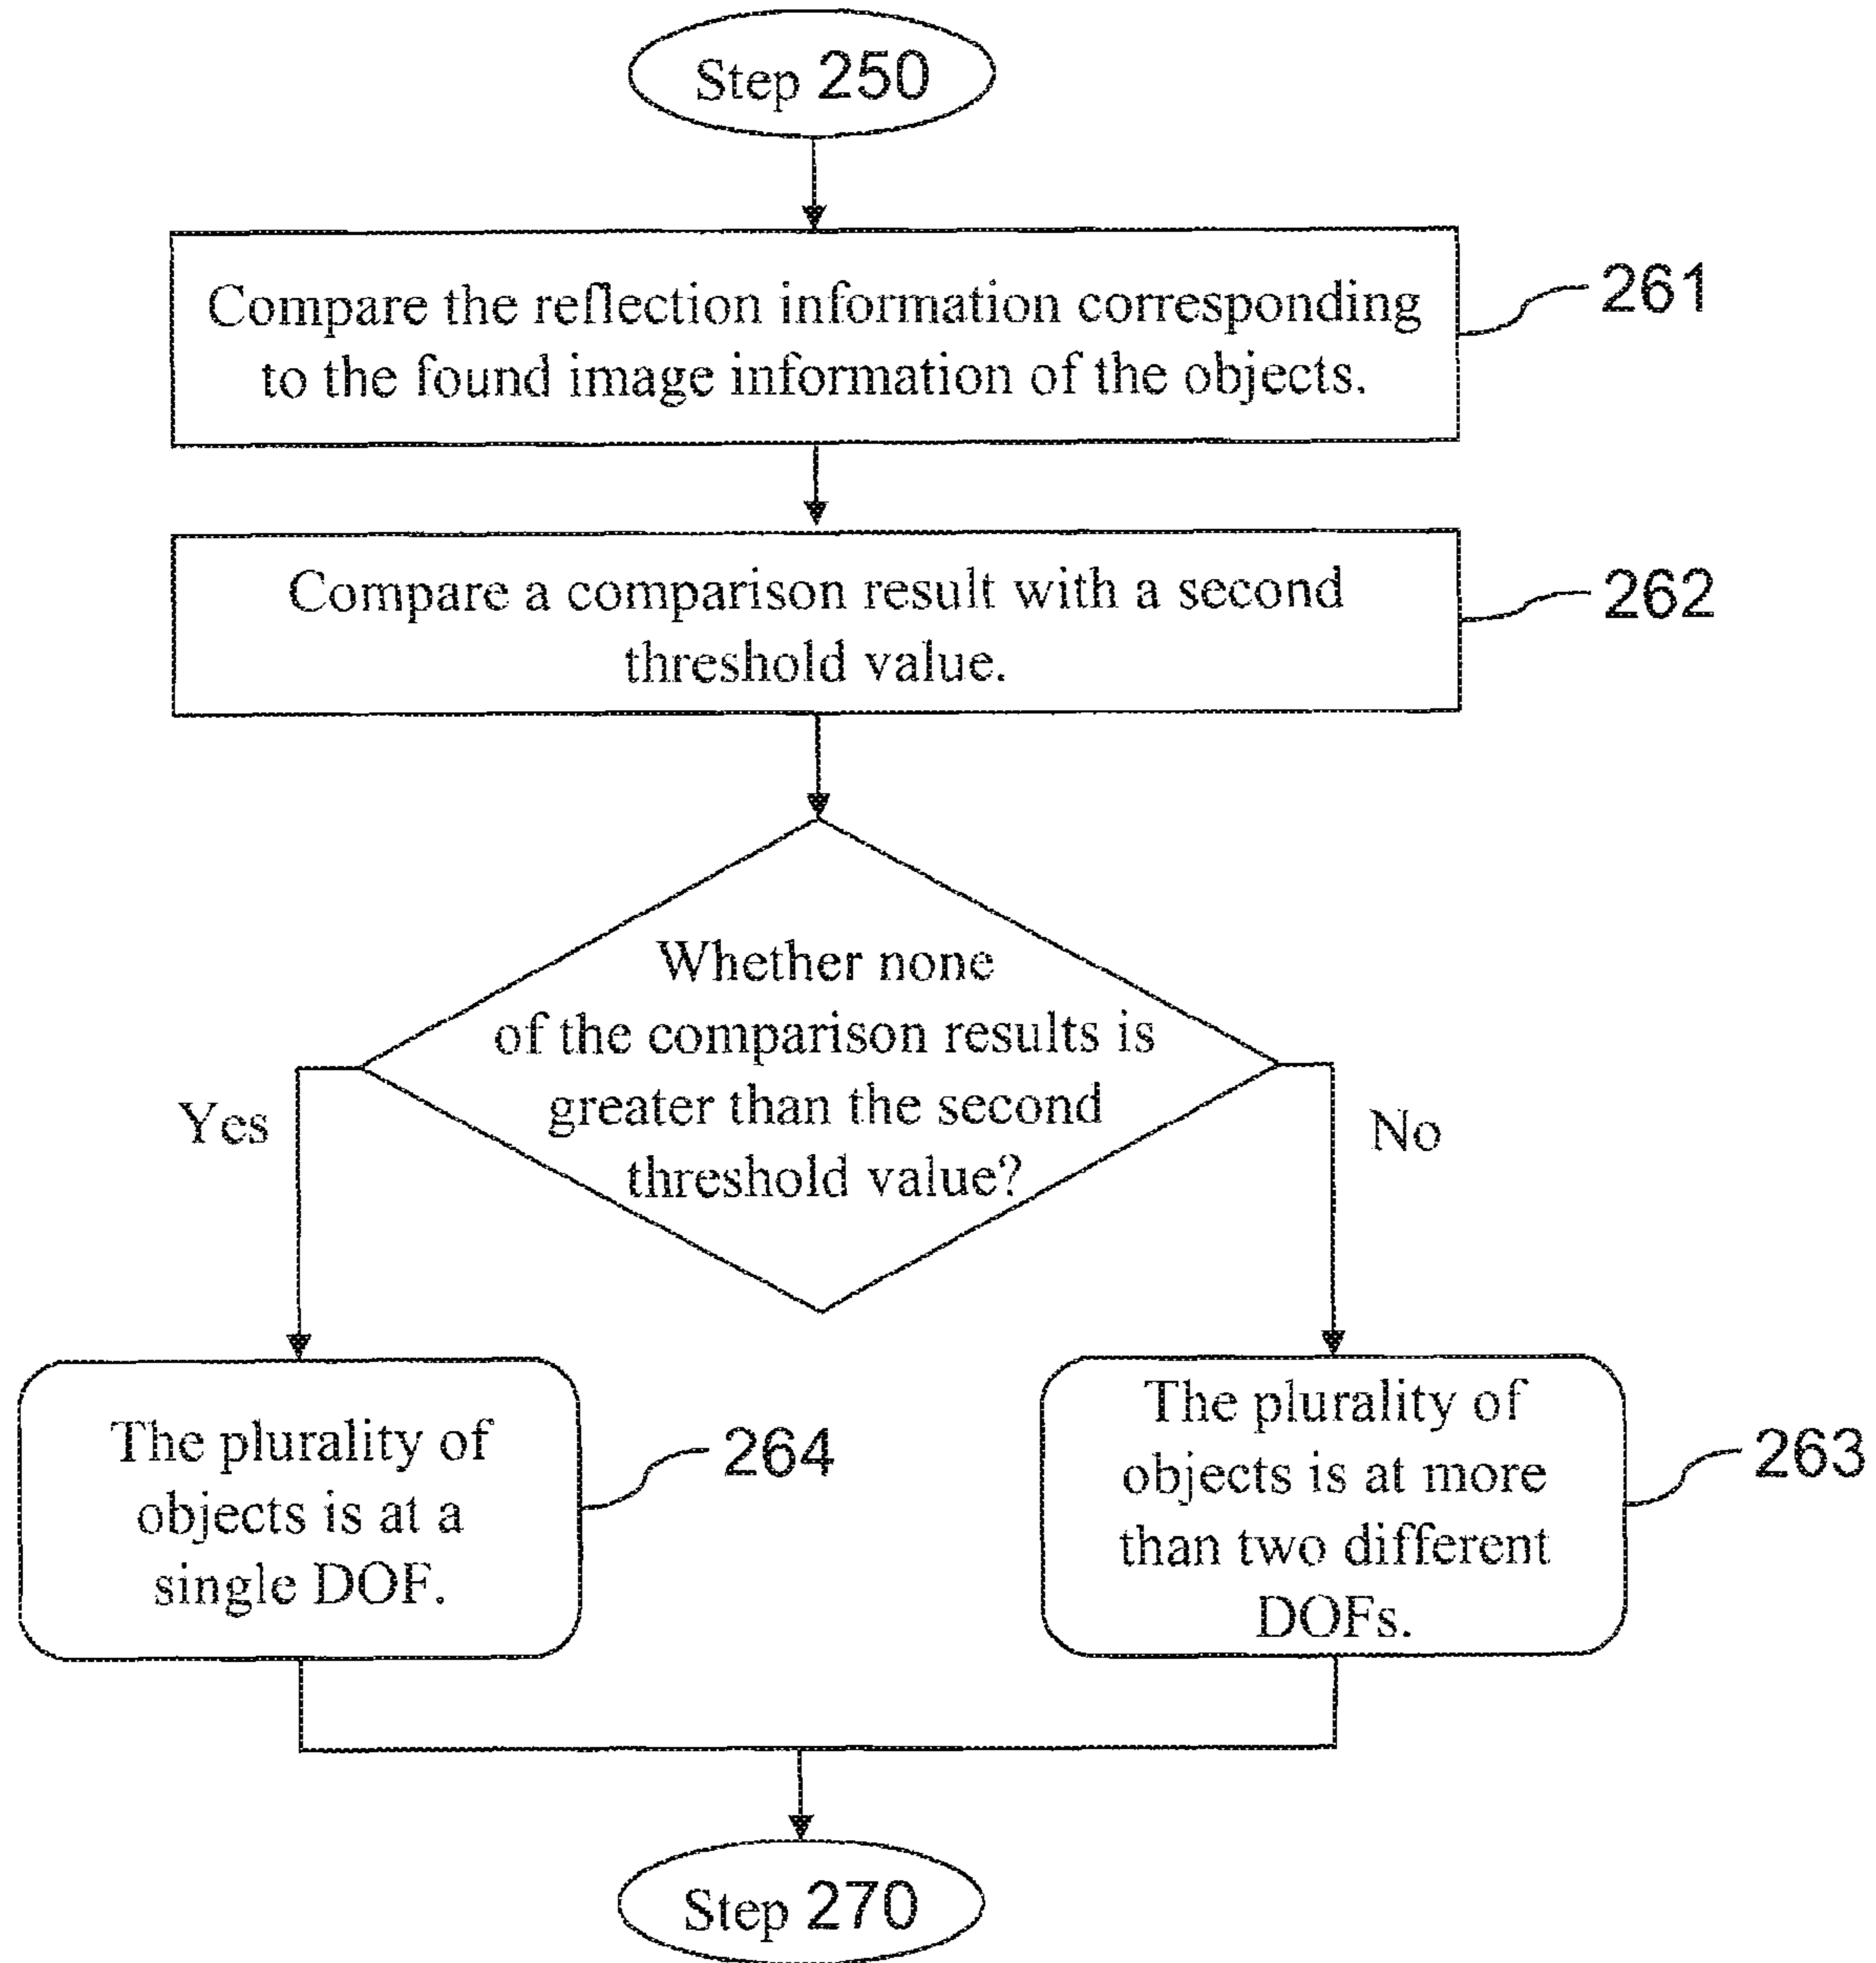 Step 250
Compare the reflection information corresponding
to the found image information of the objects.
261
Compare a comparison result with a second
threshold value.
262
Whether none
of the comparison results is
greater than the second
threshold value?
Yes
No
The plurality of
objects is at a
single DOF.
264
The plurality of
objects is at more
than two different
DOFs.
263
Step 270